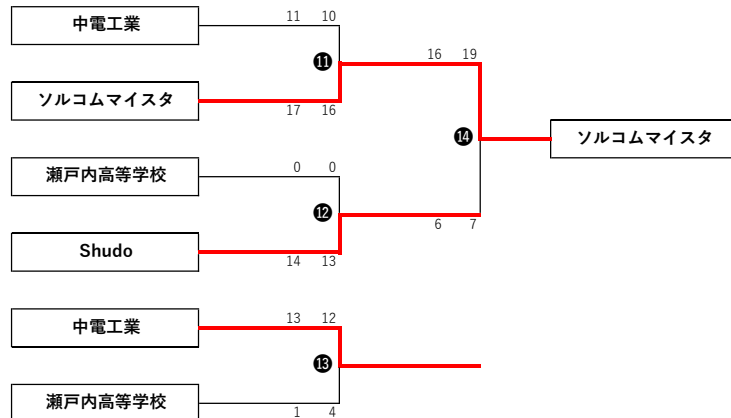 中電工業
11 10
⓫
16 19
ソルコムマイスタ
17 16
⓮
ソルコムマイスタ
瀬戸内高等学校
0 0
⓬
6 7
Shudo
14 13
中電工業
13 12
⓭
瀬戸内高等学校
1 4